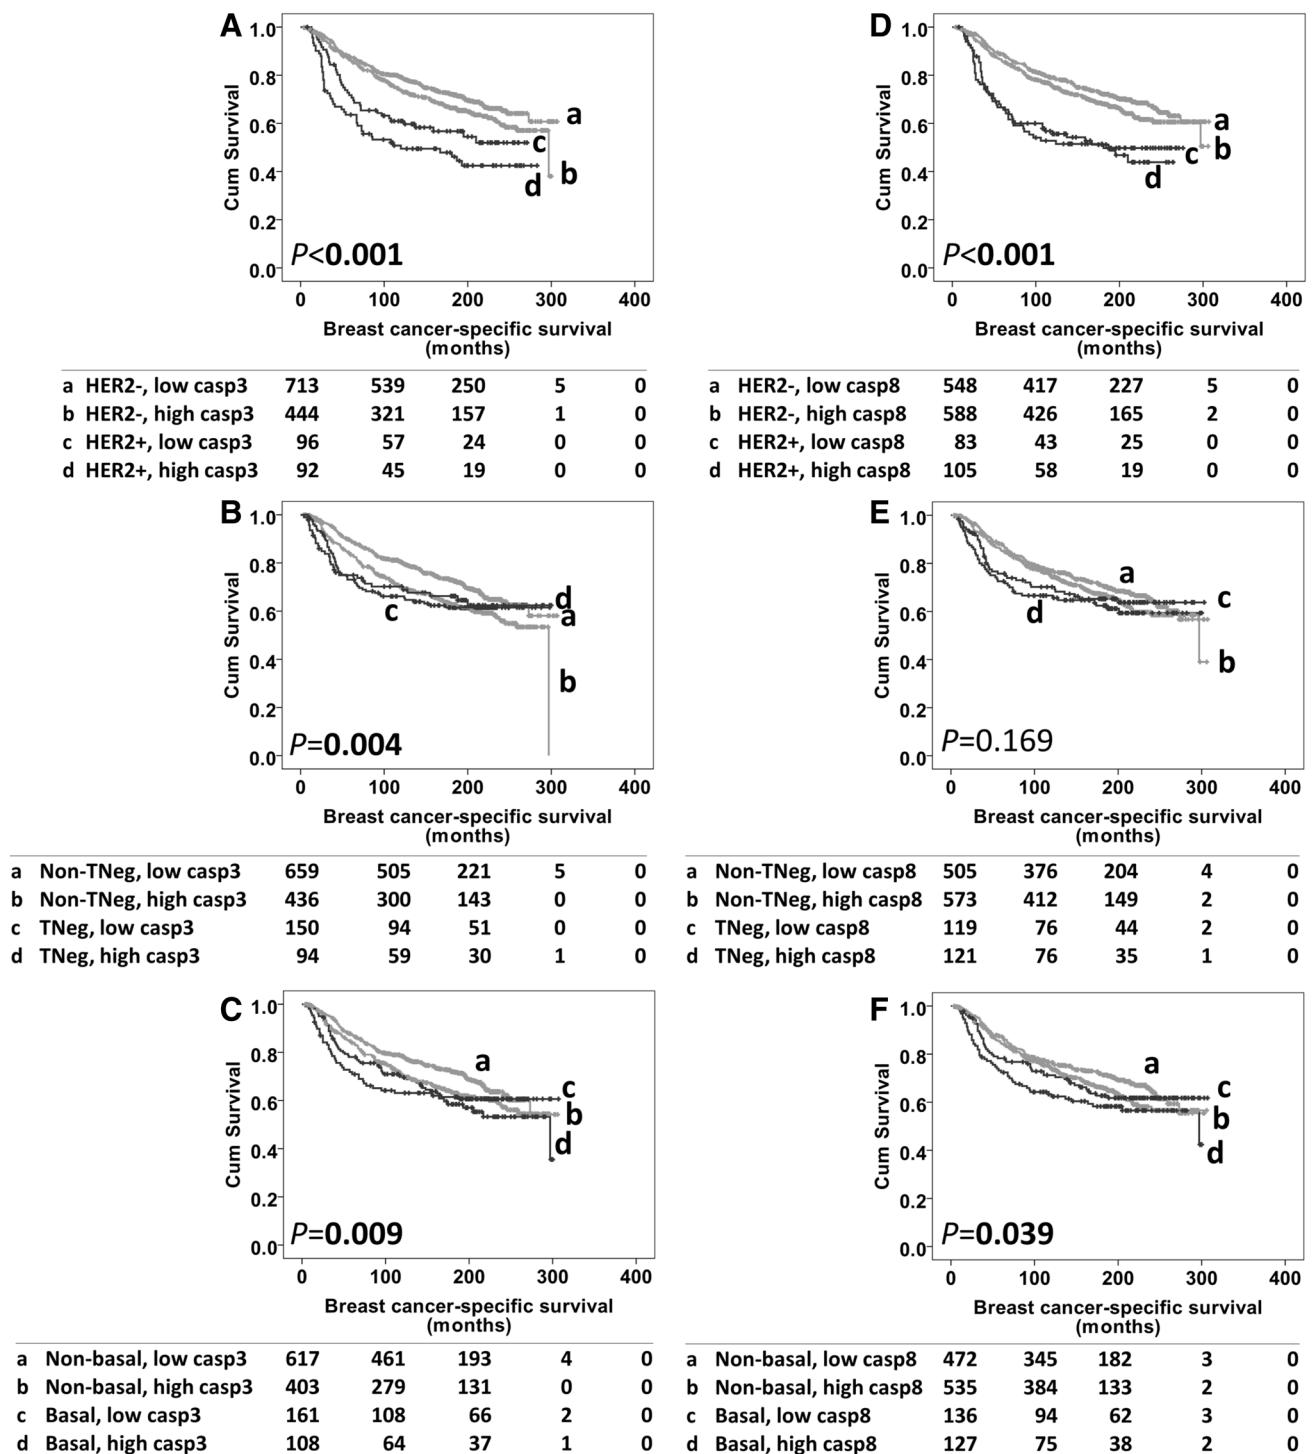 A
1.0
0.8
0.6
0.4
0.2
0.0
Cum Survival
a
c
b
d
P<0.001
0 100 200 300 400
Breast cancer-specific survival
(months)
a HER2-, low casp3 713 539 250 5 0
b HER2-, high casp3 444 321 157 1 0
c HER2+, low casp3 96 57 24 0 0
d HER2+, high casp3 92 45 19 0 0
D
1.0
0.8
0.6
0.4
0.2
0.0
Cum Survival
a
b
c
d
P<0.001
0 100 200 300 400
Breast cancer-specific survival
(months)
a HER2-, low casp8 548 417 227 5 0
b HER2-, high casp8 588 426 165 2 0
c HER2+, low casp8 83 43 25 0 0
d HER2+, high casp8 105 58 19 0 0
B
1.0
0.8
0.6
0.4
0.2
0.0
Cum Survival
d
a
c
b
P=0.004
0 100 200 300 400
Breast cancer-specific survival
(months)
a Non-TNeg, low casp3 659 505 221 5 0
b Non-TNeg, high casp3 436 300 143 0 0
c TNeg, low casp3 150 94 51 0 0
d TNeg, high casp3 94 59 30 1 0
E
1.0
0.8
0.6
0.4
0.2
0.0
Cum Survival
a
c
d
b
P=0.169
0 100 200 300 400
Breast cancer-specific survival
(months)
a Non-TNeg, low casp8 505 376 204 4 0
b Non-TNeg, high casp8 573 412 149 2 0
c TNeg, low casp8 119 76 44 2 0
d TNeg, high casp8 121 76 35 1 0
C
1.0
0.8
0.6
0.4
0.2
0.0
Cum Survival
a
c
b
d
P=0.009
0 100 200 300 400
Breast cancer-specific survival
(months)
a Non-basal, low casp3 617 461 193 4 0
b Non-basal, high casp3 403 279 131 0 0
c Basal, low casp3 161 108 66 2 0
d Basal, high casp3 108 64 37 1 0
F
1.0
0.8
0.6
0.4
0.2
0.0
Cum Survival
a
c
b
d
P=0.039
0 100 200 300 400
Breast cancer-specific survival
(months)
a Non-basal, low casp8 472 345 182 3 0
b Non-basal, high casp8 535 384 133 2 0
c Basal, low casp8 136 94 62 3 0
d Basal, high casp8 127 75 38 2 0